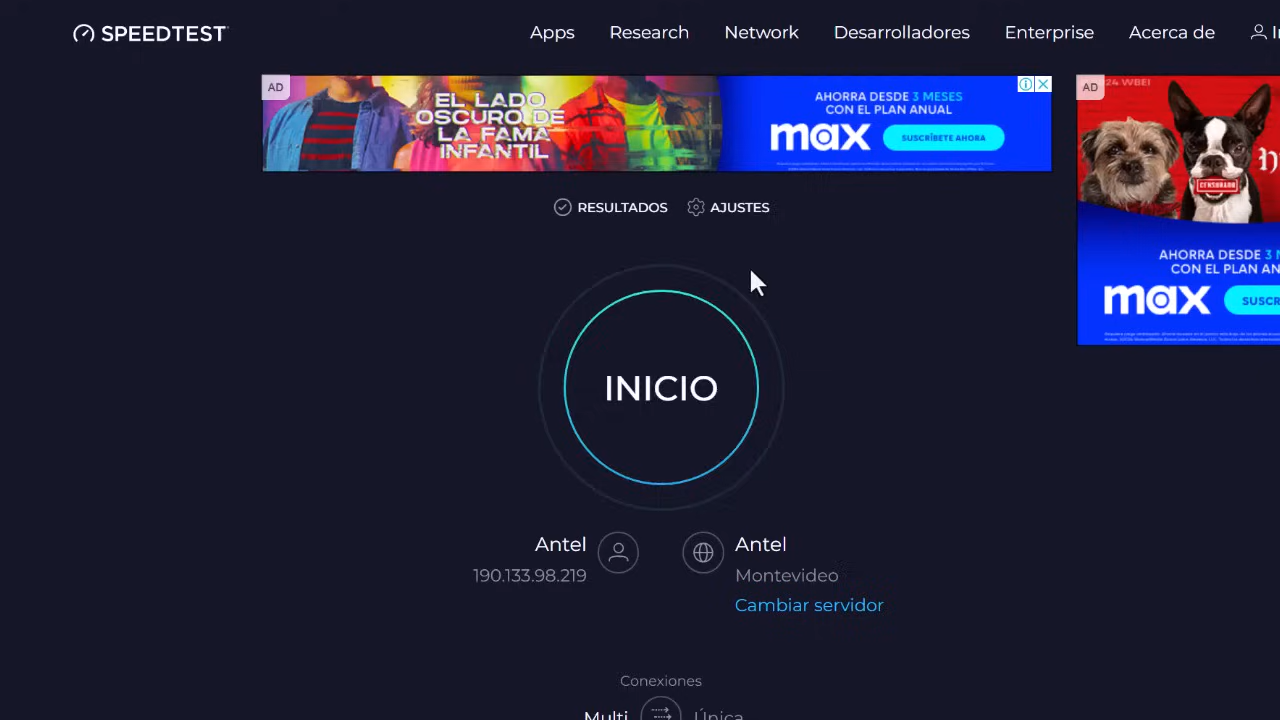 SPEEDTEST
Apps Research Network Desarrolladores Enterprise Acerca de
AD
EL LADO
OSCURO DE
LA FAMA
INFANTIL
AHORRA DESDE 3 MESES
CON EL PLAN ANUAL
max SUSCRÍBETE AHORA
AD
CENSORADO
AHORRA DESDE 3
CON EL PLAN AN
max SUSCR
RESULTADOS AJUSTES
INICIO
Antel
190.133.98.219
Antel
Montevideo
Cambiar servidor
Conexiones
Multi Única